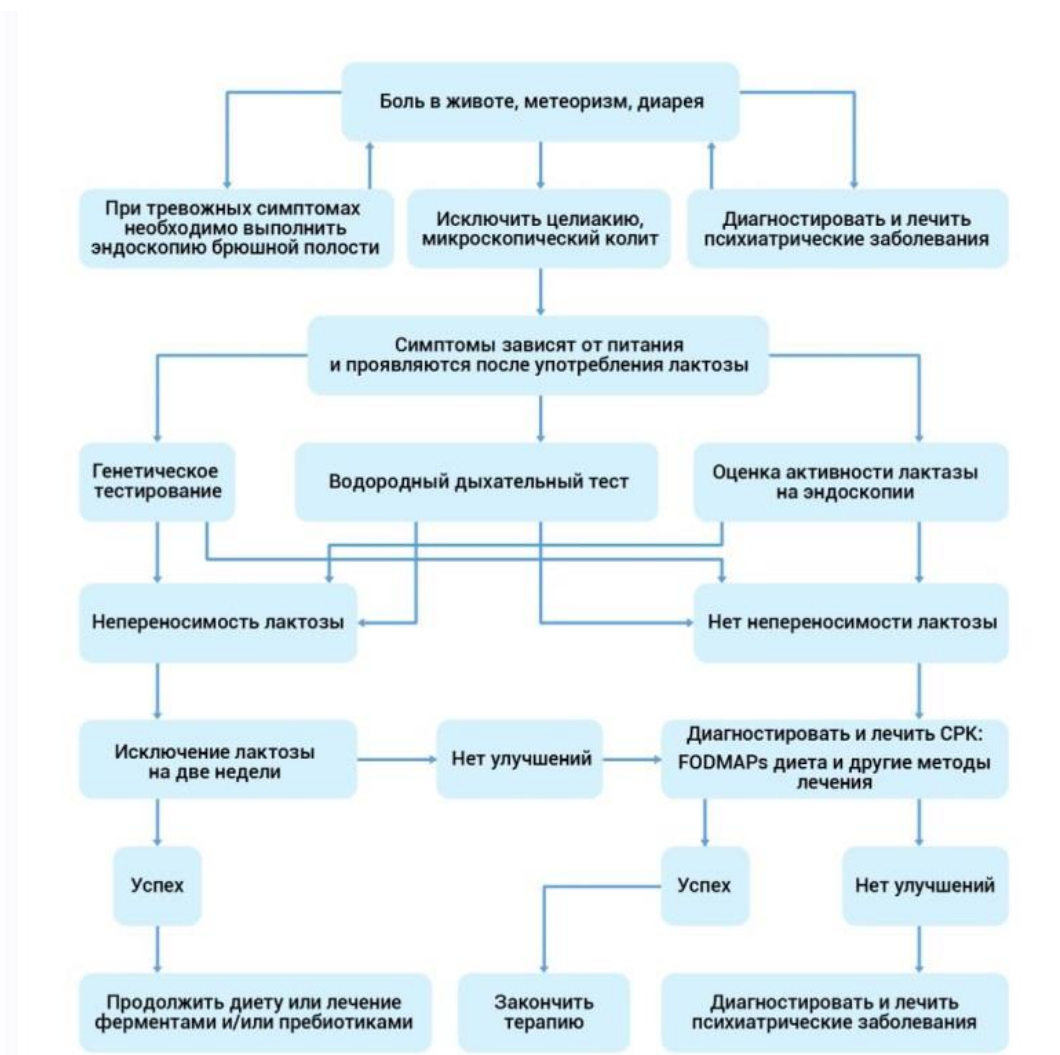 Боль в животе, метеоризм, диарея
При тревожных симптомах
необходимо выполнить
эндоскопию брюшной полости
Исключить целиакию,
микроскопический колит
Диагностировать и лечить
психиатрические заболевания
Симптомы зависят от питания
и проявляются после употребления лактозы
Генетическое
тестирование
Водородный дыхательный тест
Оценка активности лактазы
на эндоскопии
Непереносимость лактозы
Нет непереносимости лактозы
Исключение лактозы
на две недели
Нет улучшений
Диагностировать и лечить СРК:
FODMAPs диета и другие методы
лечения
Успех
Успех
Нет улучшений
Продолжить диету или лечение
ферментами и/или пребиотиками
Закончить
терапию
Диагностировать и лечить
психиатрические заболевания